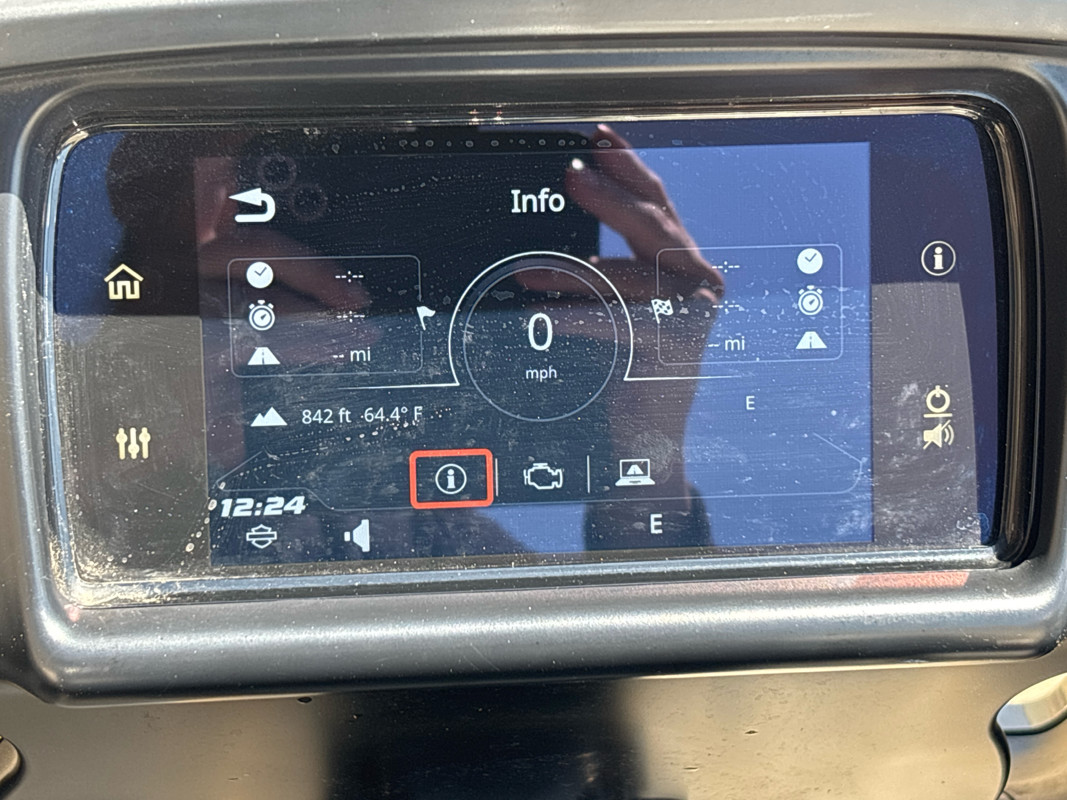 Info
--:--
--:--
-- mi
0
mph
--:--
--:--
-- mi
842 ft 64.4° F
E
12:24
E